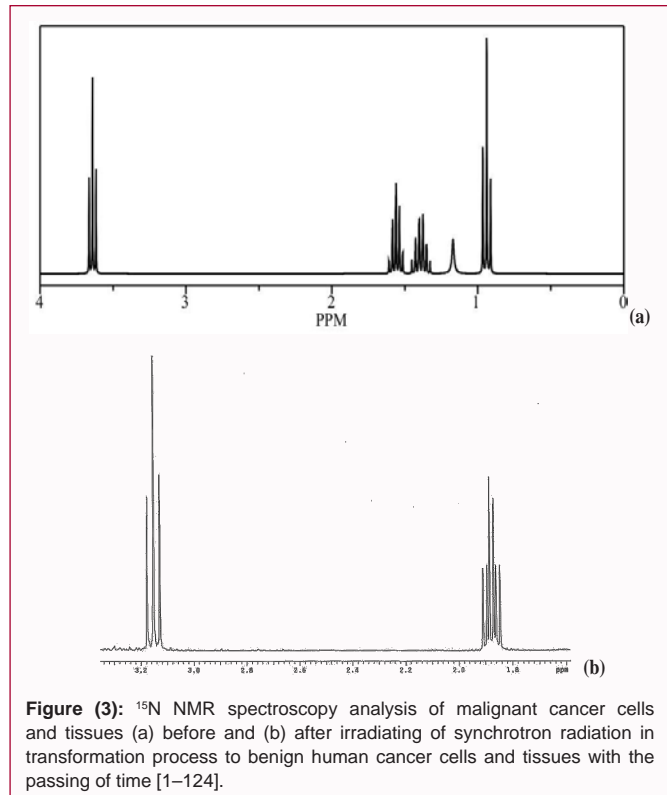 4 3 2 1 0
PPM
(a)
3.2 3.0 2.8 2.6 2.4 2.2 2.0 1.8 ppm
(b)
Figure (3): ¹⁵N NMR spectroscopy analysis of malignant cancer cells
and tissues (a) before and (b) after irradiating of synchrotron radiation in
transformation process to benign human cancer cells and tissues with the
passing of time [1–124].